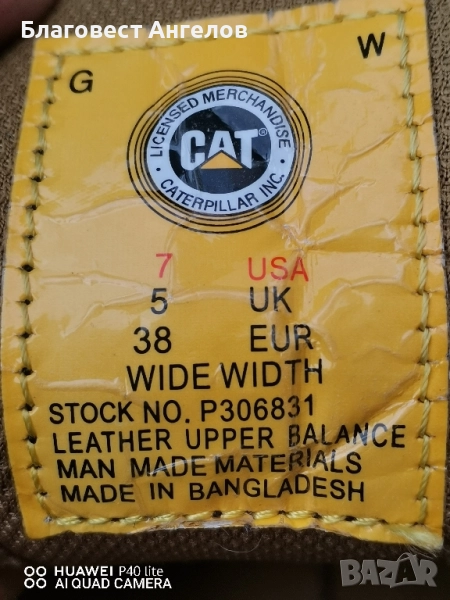 Благовест Ангелов
G W
LICENSED MERCHANDISE
CAT®
CATERPILLAR INC.
7 USA
5 UK
38 EUR
WIDE WIDTH
STOCK NO. P306831
LEATHER UPPER BALANCE
MAN MADE MATERIALS
MADE IN BANGLADESH
HUAWEI P40 lite
AI QUAD CAMERA
BAZAR